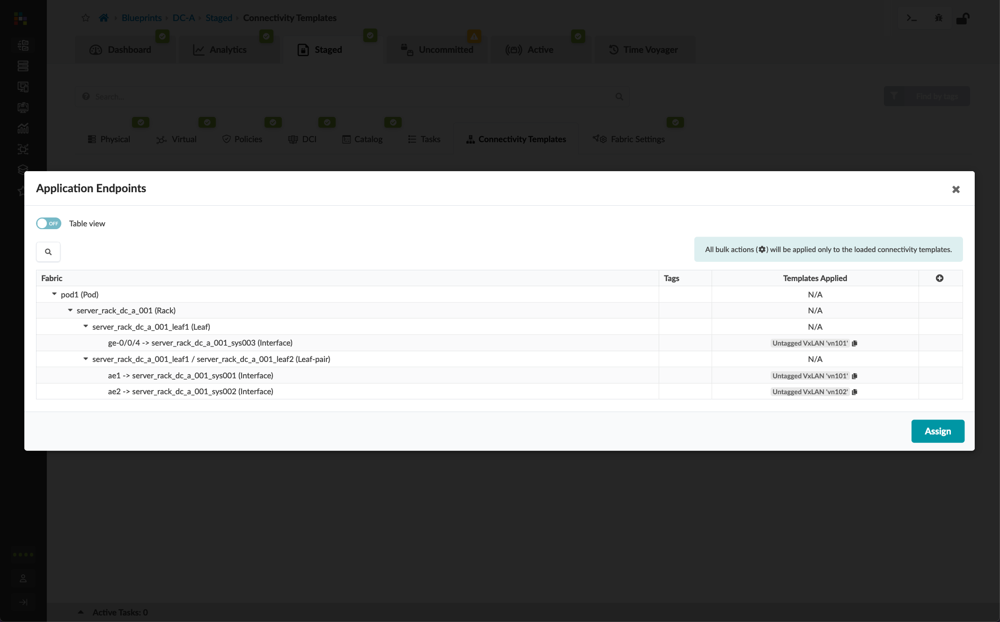 Blueprints DC-A Staged Connectivity Templates
Dashboard Analytics Staged Uncommitted Active Time Voyager
Search... Find by tags
Physical Virtual Policies DCI Catalog Tasks Connectivity Templates Fabric Settings
Application Endpoints
OFF Table view
All bulk actions ( ) will be applied only to the loaded connectivity templates.
Fabric Tags Templates Applied
pod1 (Pod) N/A
server_rack_dc_a_001 (Rack) N/A
server_rack_dc_a_001_leaf1 (Leaf) N/A
ge-0/0/4 -> server_rack_dc_a_001_sys003 (Interface) Untagged VxLAN 'vn101'
server_rack_dc_a_001_leaf1 / server_rack_dc_a_001_leaf2 (Leaf-pair) N/A
ae1 -> server_rack_dc_a_001_sys001 (Interface) Untagged VxLAN 'vn101'
ae2 -> server_rack_dc_a_001_sys002 (Interface) Untagged VxLAN 'vn102'
Assign
Active Tasks: 0